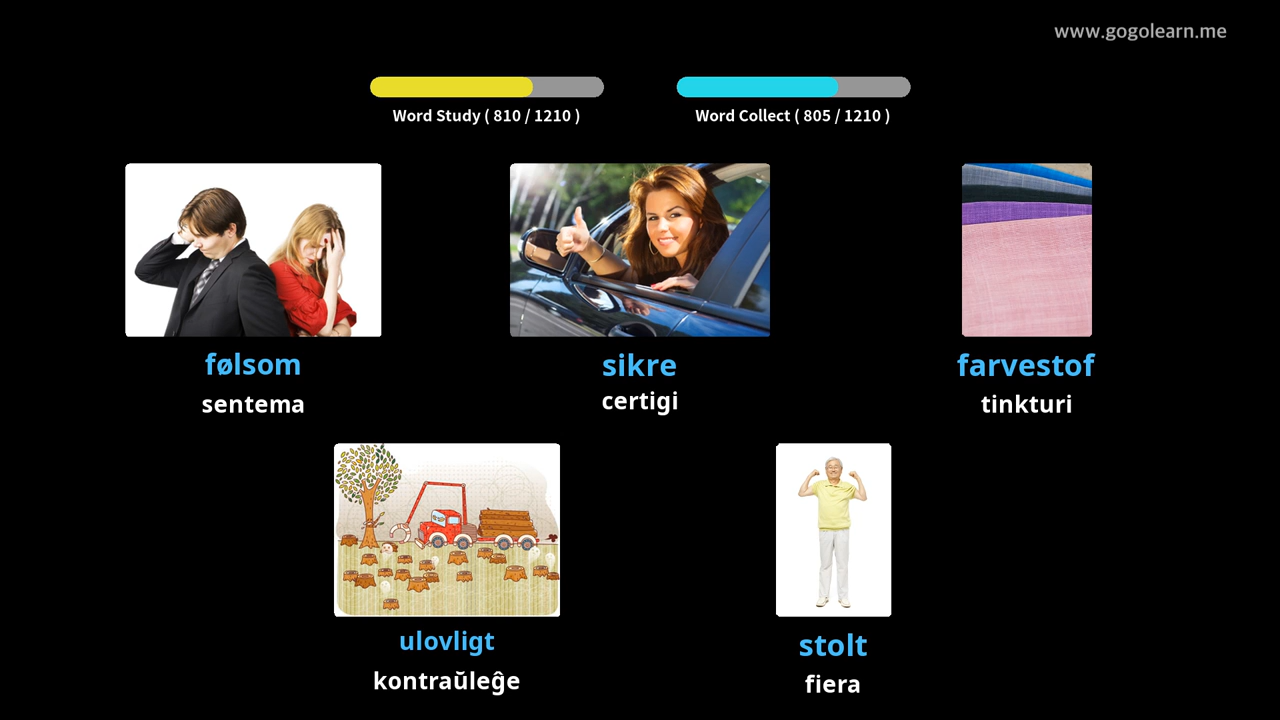 www.gogolearn.me
Word Study ( 810 / 1210 )
Word Collect ( 805 / 1210 )
følsom
sentema
sikre
certigi
farvestof
tinkturi
ulovligt
kontraŭleĝe
stolt
fiera